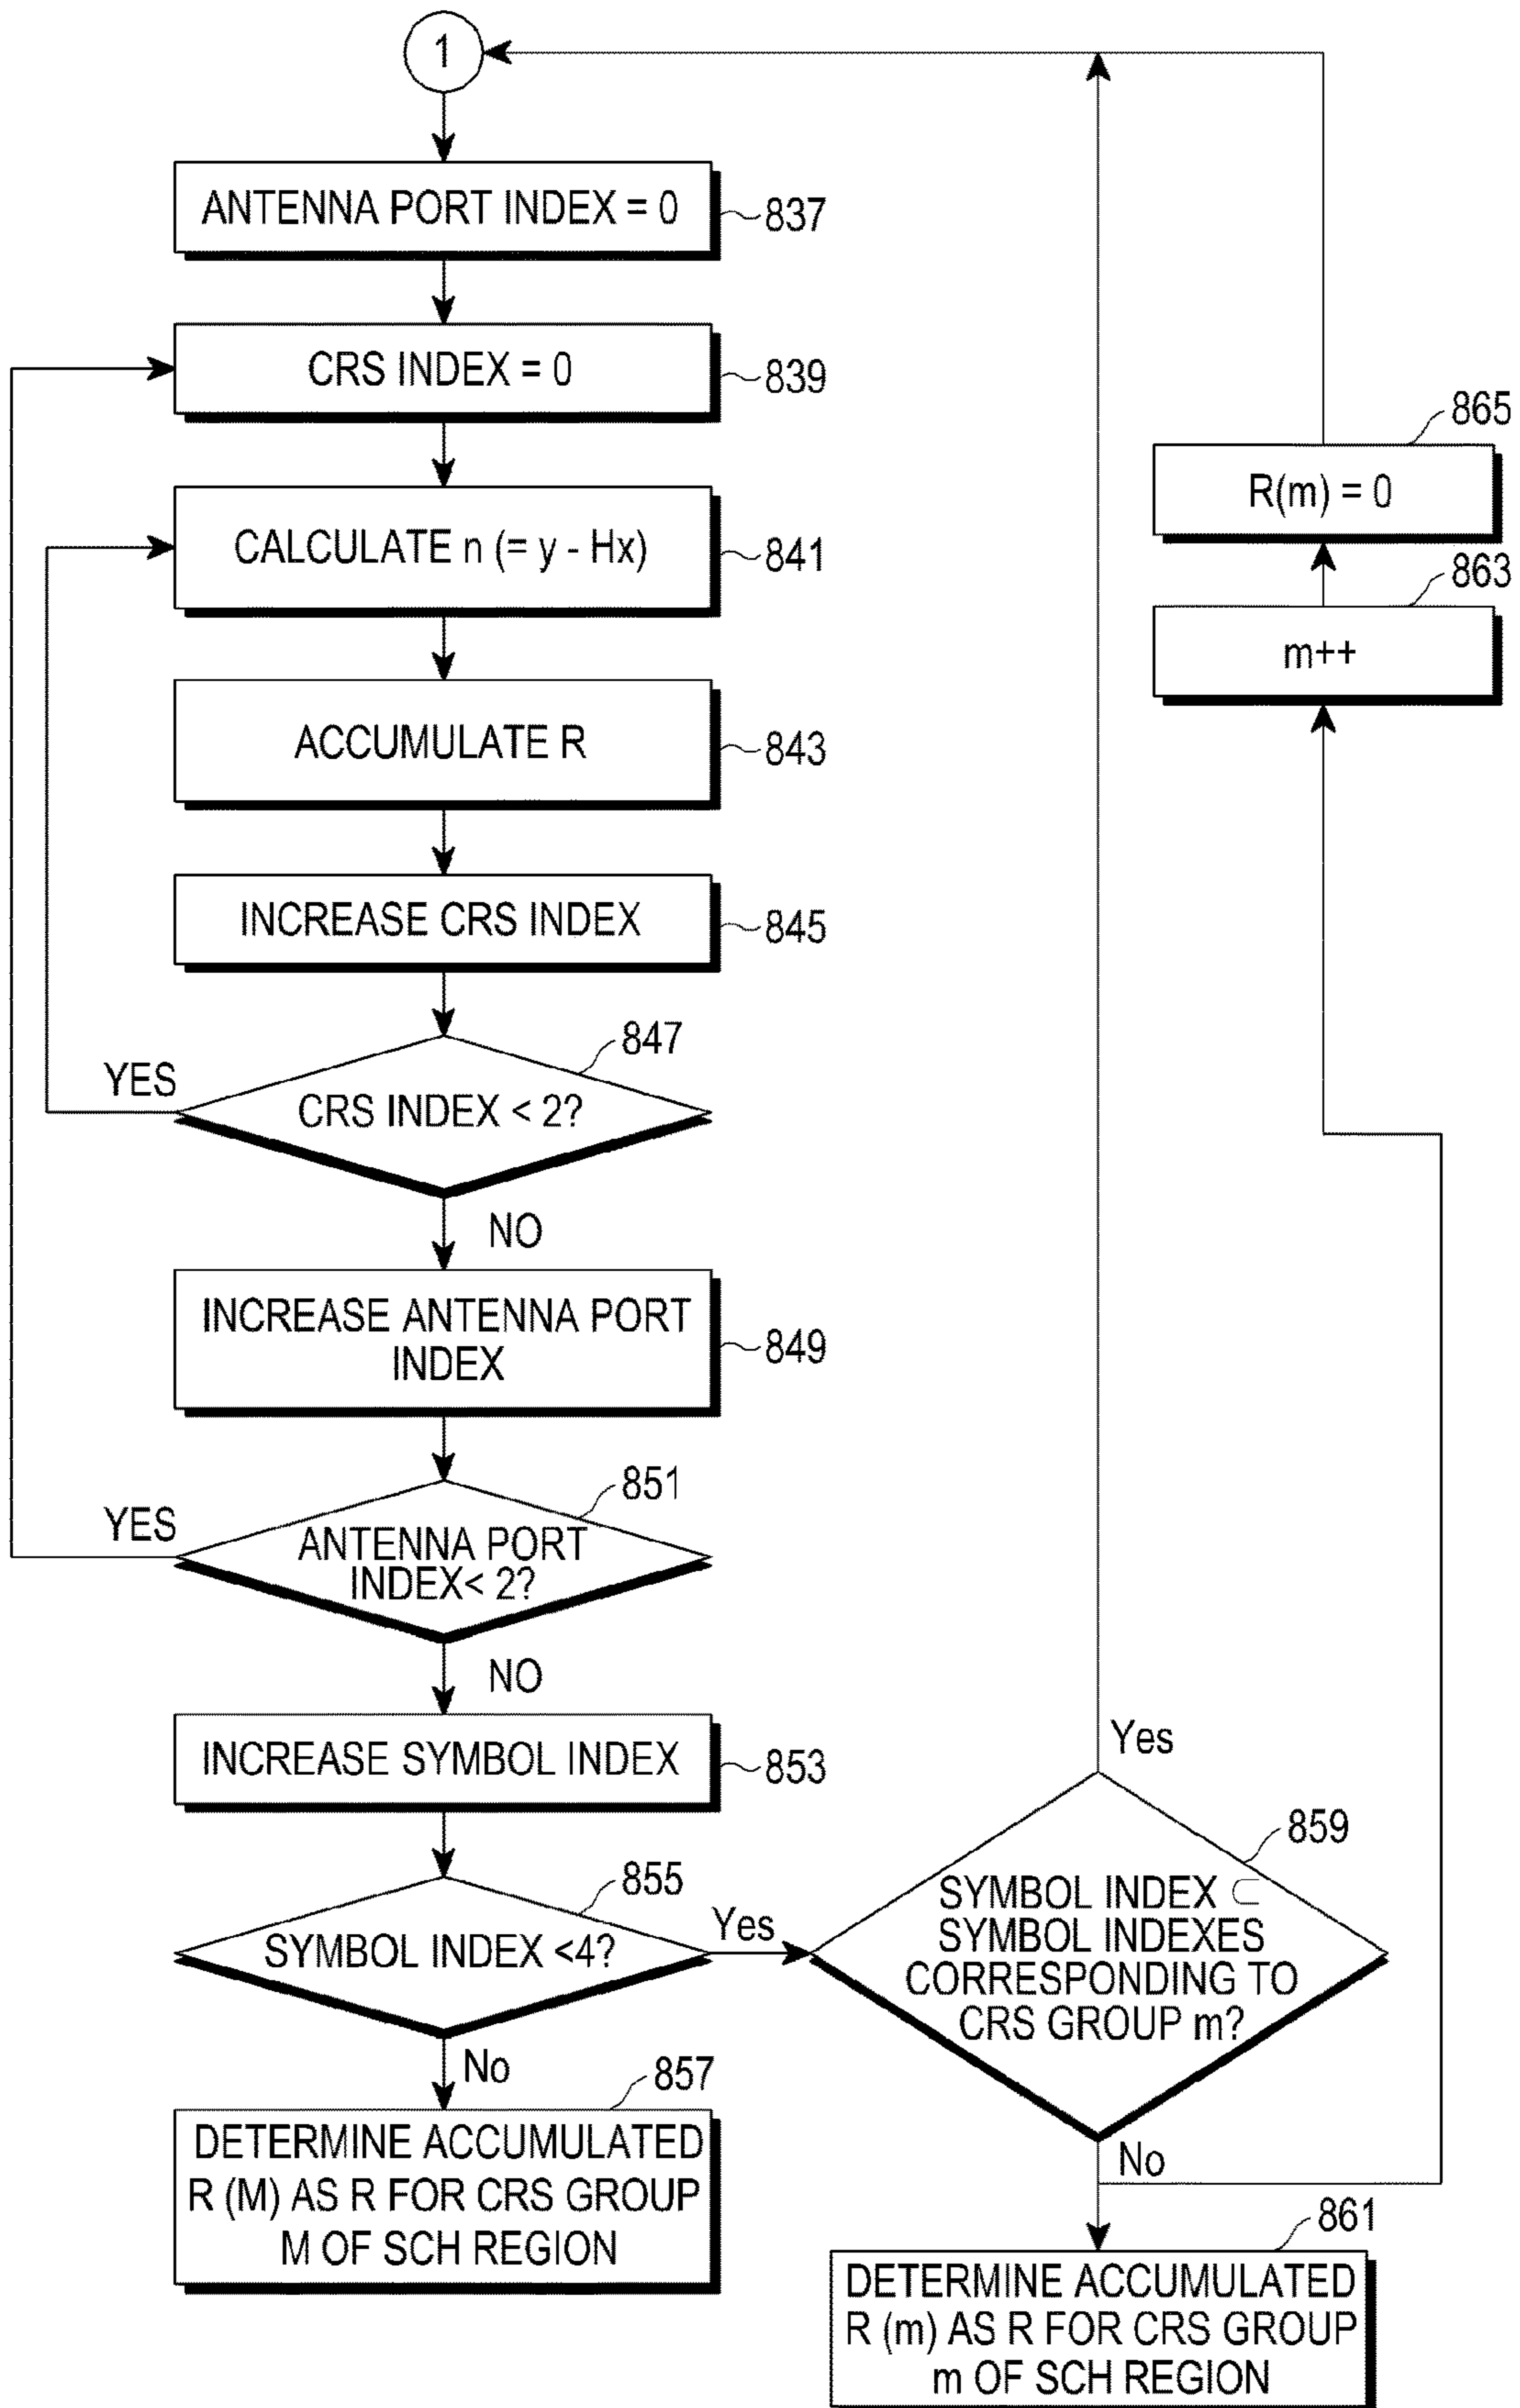 1
ANTENNA PORT INDEX = 0
837
CRS INDEX = 0
839
865
R(m) = 0
CALCULATE n (= y - Hx)
841
863
m++
ACCUMULATE R
843
INCREASE CRS INDEX
845
847
YES
CRS INDEX < 2?
NO
INCREASE ANTENNA PORT
INDEX
849
851
YES
ANTENNA PORT
INDEX< 2?
NO
INCREASE SYMBOL INDEX
853
Yes
859
855
SYMBOL INDEX <4?
Yes
SYMBOL INDEX ⊂
SYMBOL INDEXES
CORRESPONDING TO
CRS GROUP m?
No
857
DETERMINE ACCUMULATED
R (M) AS R FOR CRS GROUP
M OF SCH REGION
No
861
DETERMINE ACCUMULATED
R (m) AS R FOR CRS GROUP
m OF SCH REGION